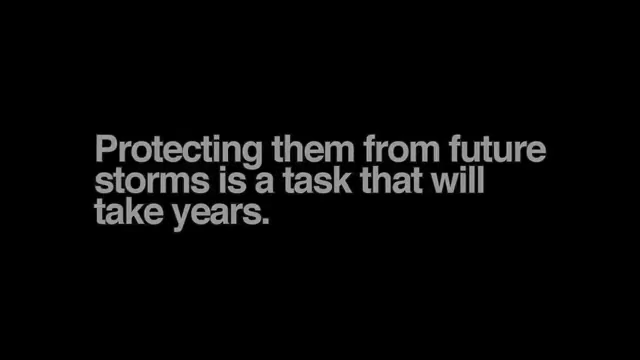 Protecting them from future
storms is a task that will
take years.